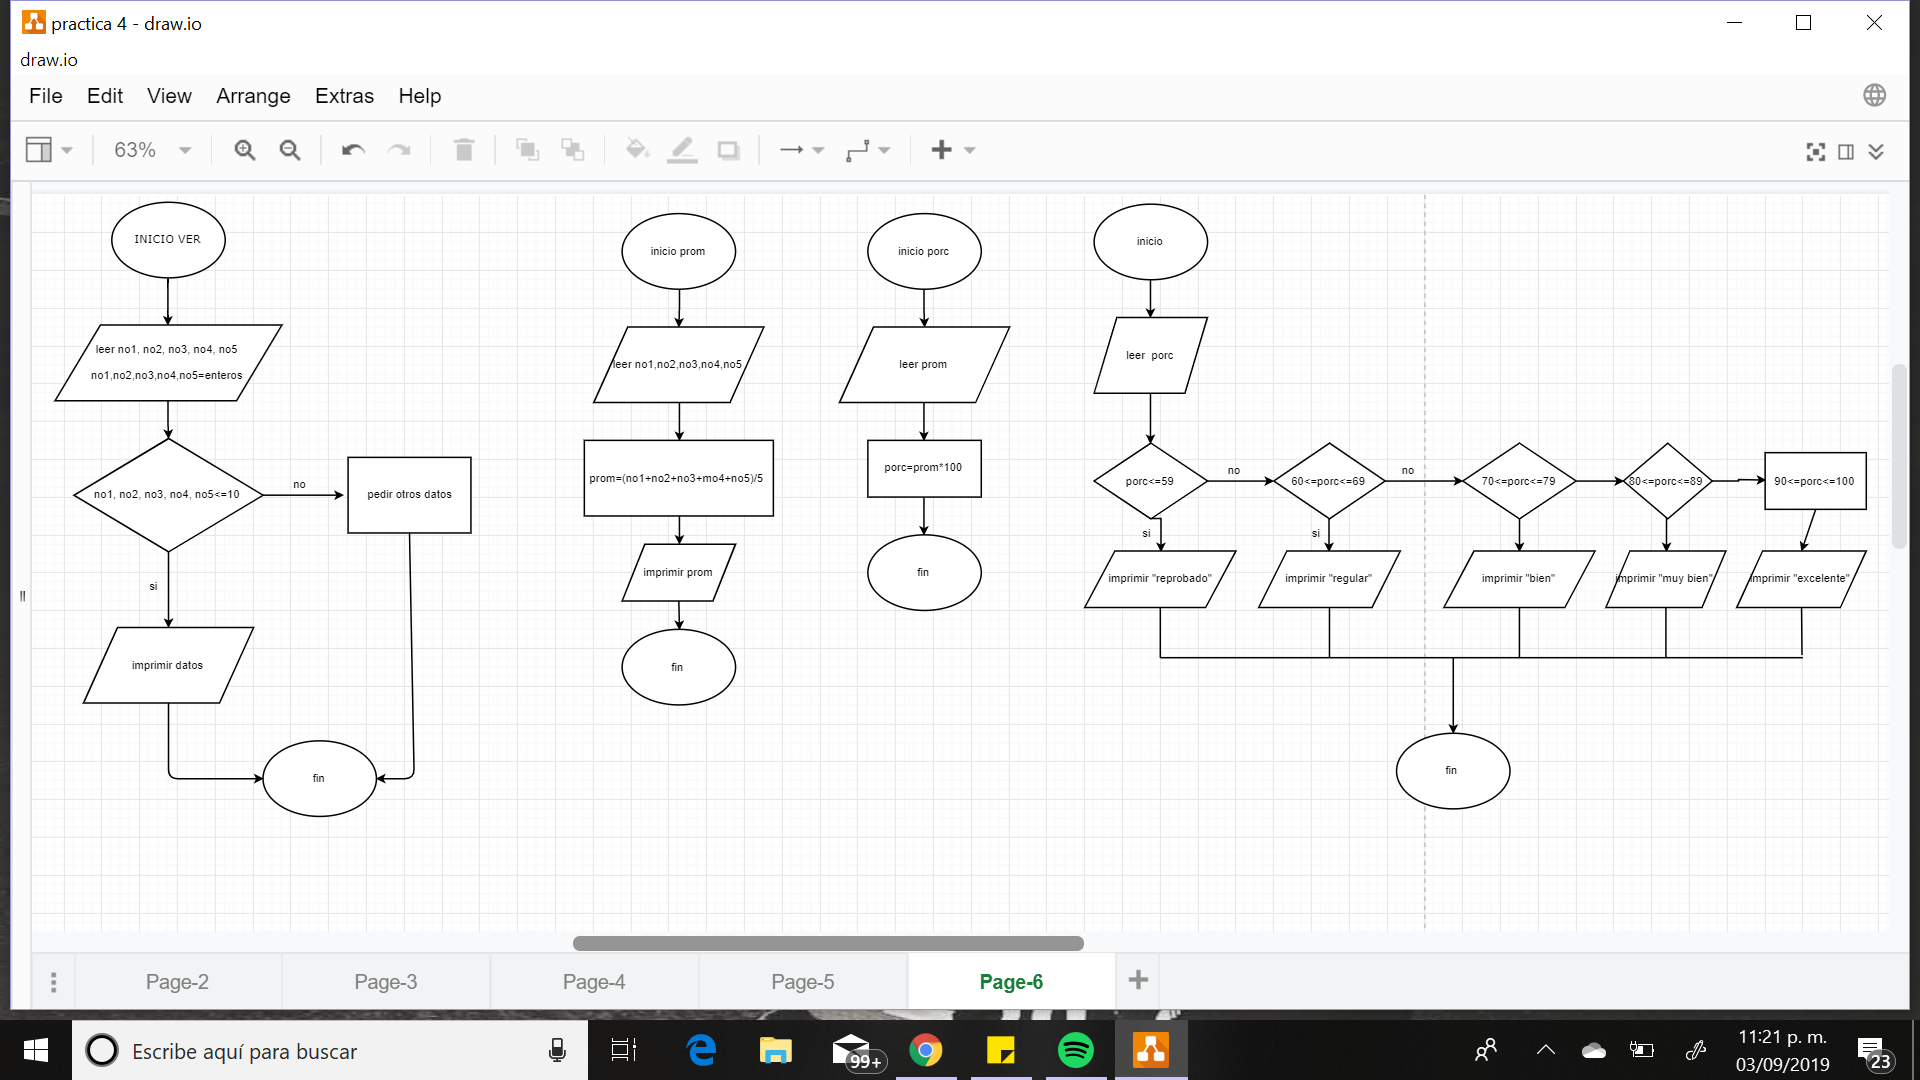 practica 4 - draw.io
draw.io
File Edit View Arrange Extras Help
63%
INICIO VER
leer no1, no2, no3, no4, no5
no1,no2,no3,no4,no5=enteros
no1, no2, no3, no4, no5<=10
no
pedir otros datos
si
imprimir datos
fin
inicio prom
leer no1,no2,no3,no4,no5
prom=(no1+no2+no3+mo4+no5)/5
imprimir prom
fin
inicio porc
leer prom
porc=prom*100
fin
inicio
leer porc
porc<=59
no
60<=porc<=69
no
70<=porc<=79
80<=porc<=89
90<=porc<=100
si
si
imprimir "reprobado"
imprimir "regular"
imprimir "bien"
imprimir "muy bien"
imprimir "excelente"
fin
Page-2 Page-3 Page-4 Page-5 Page-6
Escribe aquí para buscar
99+
11:21 p. m.
03/09/2019
23